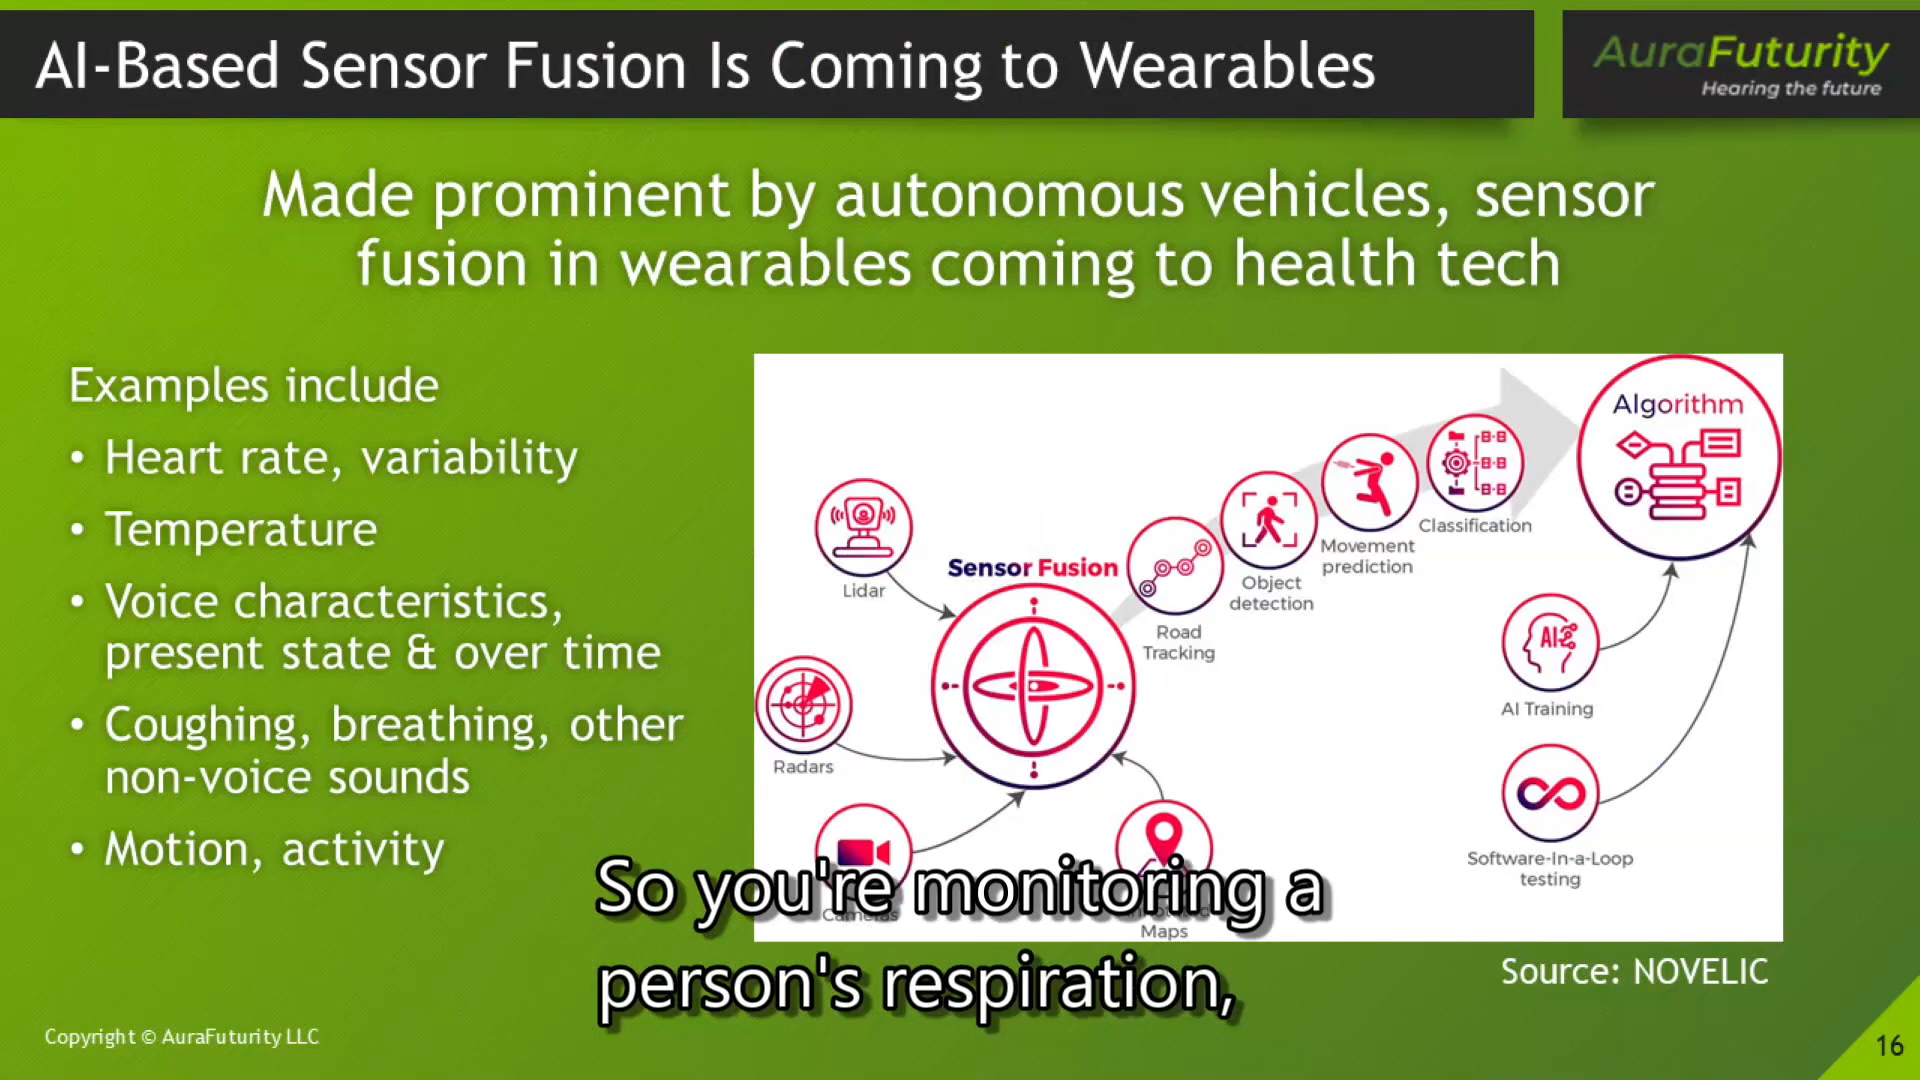 AI-Based Sensor Fusion Is Coming to Wearables
AuraFuturity
Hearing the future
Made prominent by autonomous vehicles, sensor
fusion in wearables coming to health tech
Examples include
• Heart rate, variability
• Temperature
• Voice characteristics,
present state & over time
• Coughing, breathing, other
non-voice sounds
• Motion, activity
Algorithm
Classification
Movement
prediction
Object
detection
Road
Tracking
Sensor Fusion
Lidar
Radars
Cameras
Maps
AI
AI Training
Software-In-a-Loop
testing
So you're monitoring a
person's respiration,
Source: NOVELIC
Copyright © AuraFuturity LLC
16